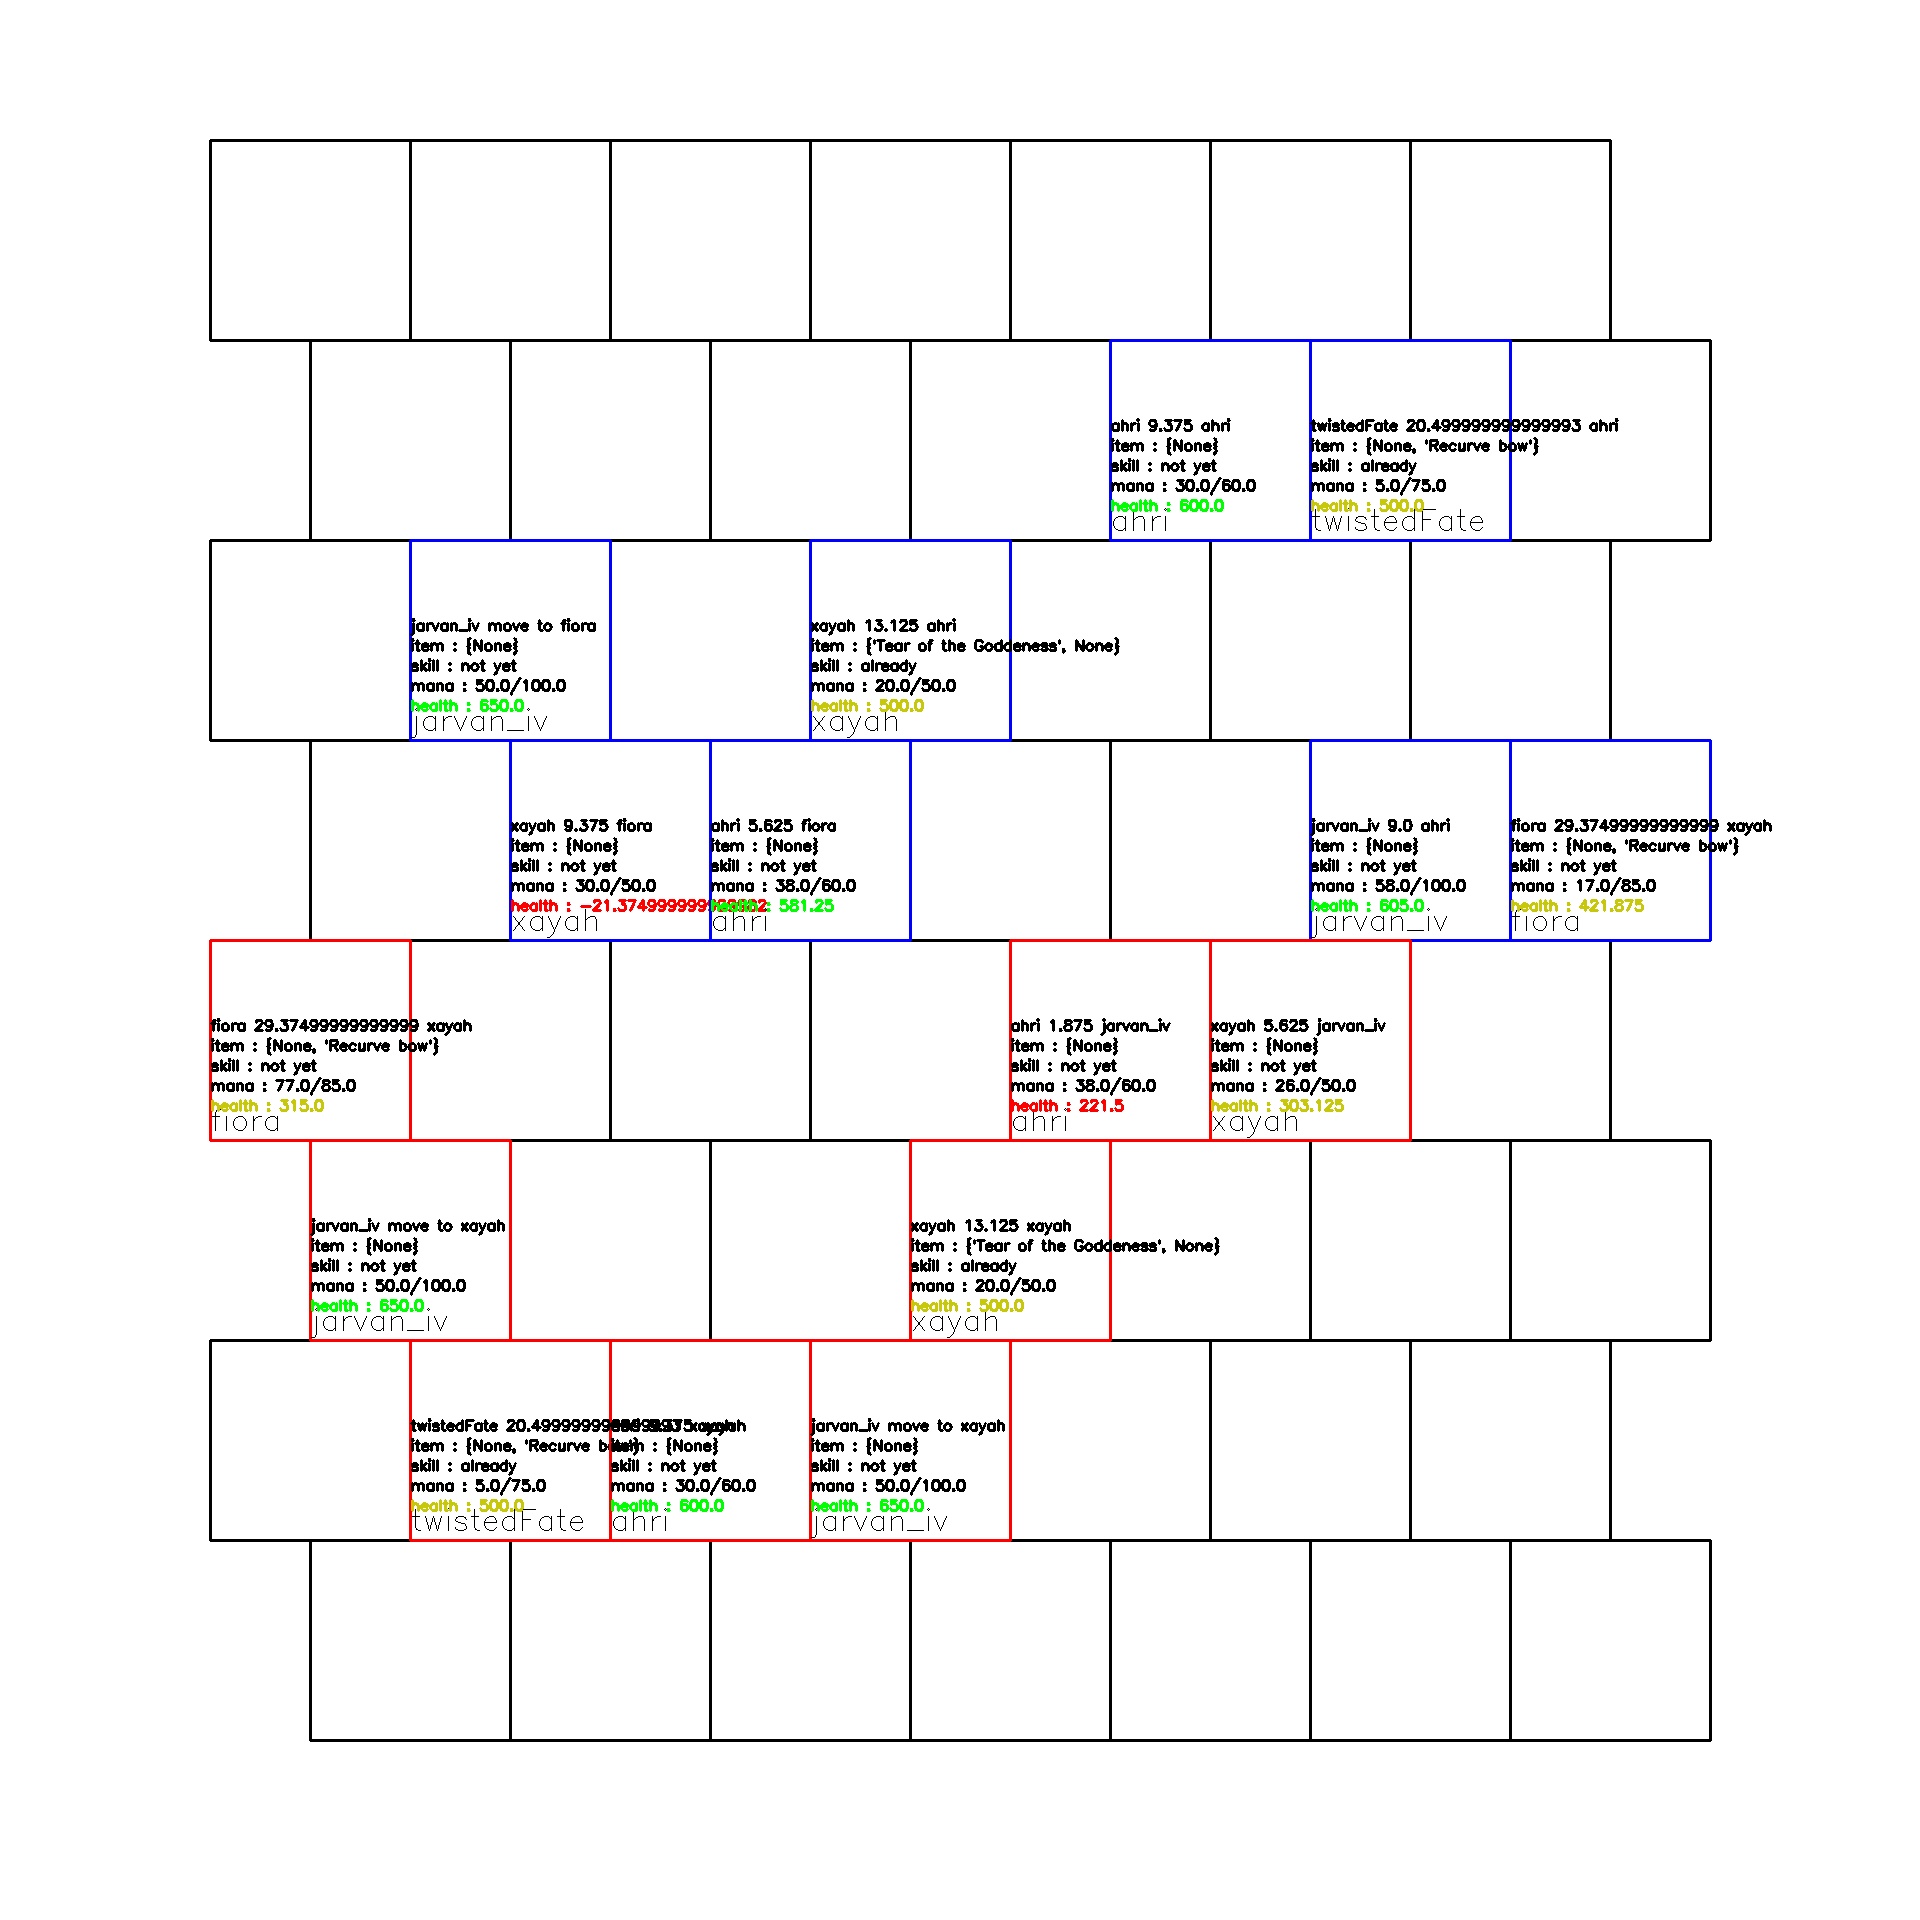 ahri 9.375 ahri
item : {None}
skill : not yet
mana : 30.0/60.0
health : 600.0
ahri
twistedFate 20.499999999999993 ahri
item : {None, 'Recurve bow'}
skill : already
mana : 5.0/75.0
health : 500.0
twistedFate
jarvan_iv move to fiora
item : {None}
skill : not yet
mana : 50.0/100.0
health : 650.0
jarvan_iv
xayah 13.125 ahri
item : {'Tear of the Goddeness', None}
skill : already
mana : 20.0/50.0
health : 500.0
xayah
xayah 9.375 fiora
item : {None}
skill : not yet
mana : 30.0/50.0
health :
xayah
ahri 5.625 fiora
item : {None}
skill : not yet
mana : 38.0/60.0
health : 581.25
ahri
jarvan_iv 9.0 ahri
item : {None}
skill : not yet
mana : 58.0/100.0
health : 605.0
jarvan_iv
fiora 29.37499999999999 xayah
item : {None, 'Recurve bow'}
skill : not yet
mana : 17.0/85.0
health : 421.875
fiora
fiora 29.37499999999999 xayah
item : {None, 'Recurve bow'}
skill : not yet
mana : 77.0/85.0
health : 315.0
fiora
ahri 1.875 jarvan_iv
item : {None}
skill : not yet
mana : 38.0/60.0
health : 221.5
ahri
xayah 5.625 jarvan_iv
item : {None}
skill : not yet
mana : 26.0/50.0
health : 303.125
xayah
jarvan_iv move to xayah
item : {None}
skill : not yet
mana : 50.0/100.0
health : 650.0
jarvan_iv
xayah 13.125 xayah
item : {'Tear of the Goddeness', None}
skill : already
mana : 20.0/50.0
health : 500.0
xayah
twistedFate
item : {None, 'Recurve bow'}
skill : already
mana : 5.0/75.0
health : 500.0
twistedFate
xayah
item : {None}
skill : not yet
mana : 30.0/60.0
health : 600.0
ahri
jarvan_iv move to xayah
item : {None}
skill : not yet
mana : 50.0/100.0
health : 650.0
jarvan_iv